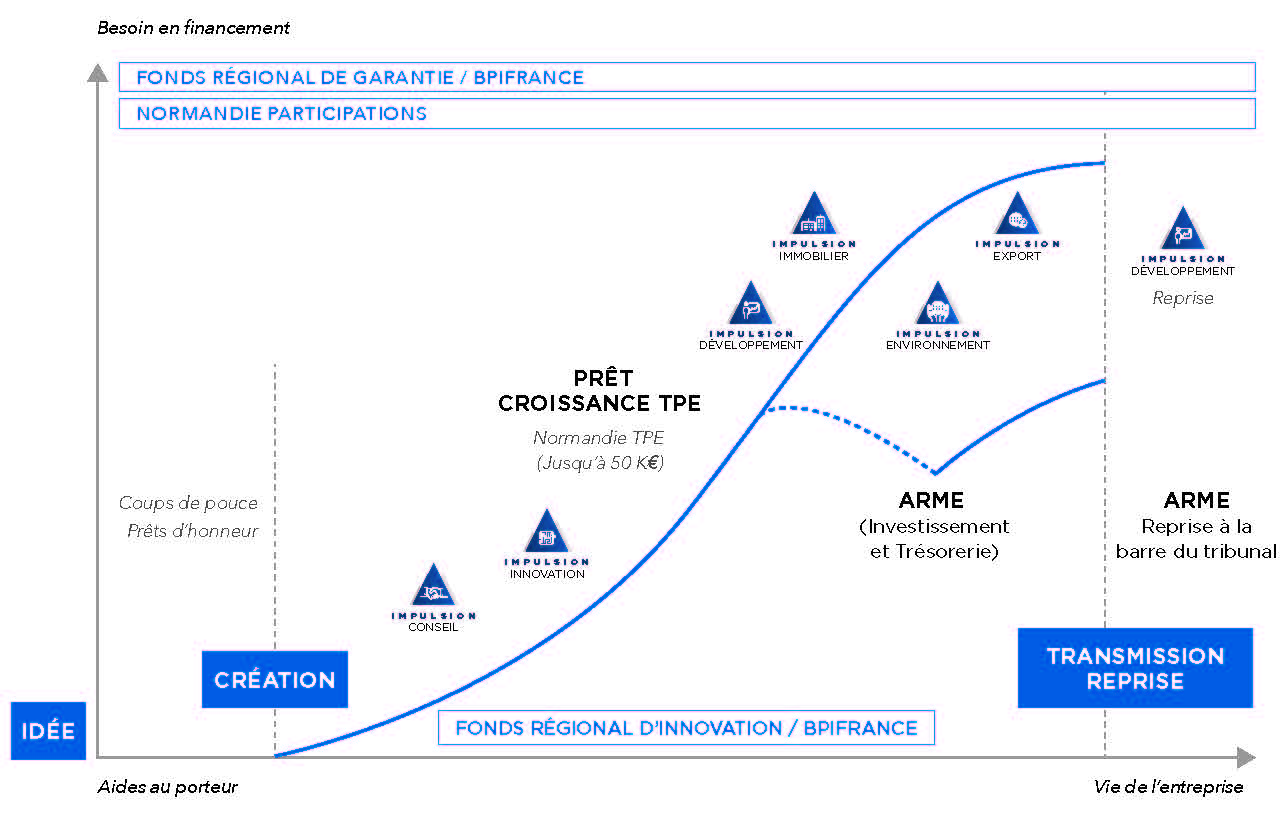 Besoin en financement
FONDS RÉGIONAL DE GARANTIE / BPIFRANCE
NORMANDIE PARTICIPATIONS
IMPULSION
IMMOBILIER
IMPULSION
EXPORT
IMPULSION
DÉVELOPPEMENT
Reprise
IMPULSION
DÉVELOPPEMENT
IMPULSION
ENVIRONNEMENT
PRÊT
CROISSANCE TPE
Normandie TPE
(Jusqu'à 50 K€)
Coups de pouce
Prêts d'honneur
ARME
(Investissement
et Trésorerie)
ARME
Reprise à la
barre du tribunal
IMPULSION
INNOVATION
IMPULSION
CONSEIL
CRÉATION
TRANSMISSION
REPRISE
IDÉE
FONDS RÉGIONAL D'INNOVATION / BPIFRANCE
Aides au porteur
Vie de l'entreprise